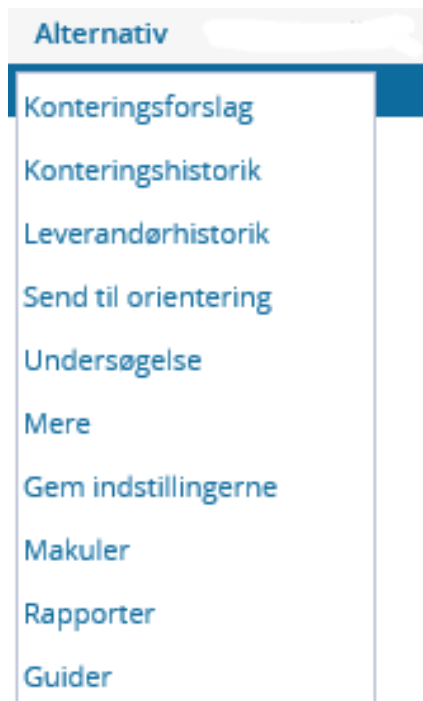 Alternativ
Konteringsforslag
Konteringshistorik
Leverandørhistorik
Send til orientering
Undersøgelse
Mere
Gem indstillingerne
Makuler
Rapporter
Guider